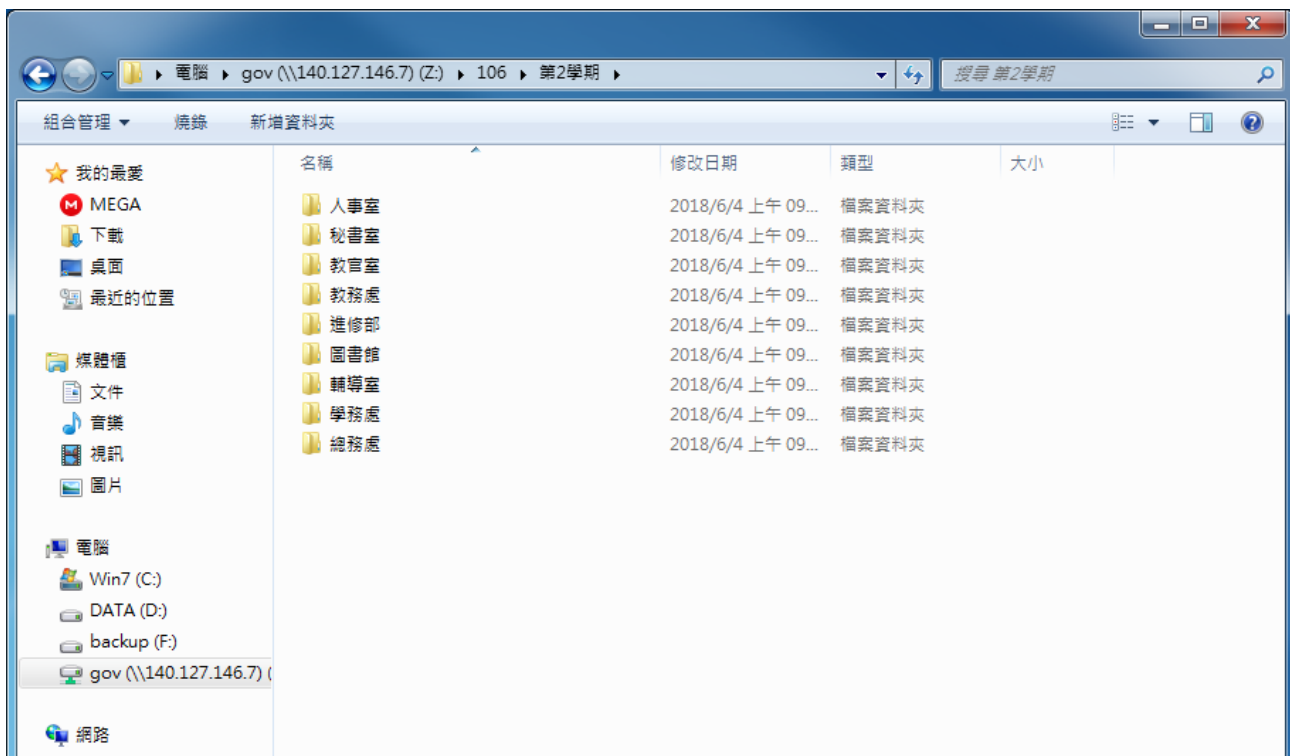 電腦 gov (\\140.127.146.7) (Z:) 106 第2學期 搜尋 第2學期
組合管理 燒錄 新增資料夾
名稱 修改日期 類型 大小
我的最愛
MEGA
下載
桌面
最近的位置
媒體櫃
文件
音樂
視訊
圖片
電腦
Win7 (C:)
DATA (D:)
backup (F:)
gov (\\140.127.146.7) (
網路
人事室 2018/6/4 上午 09... 檔案資料夾
秘書室 2018/6/4 上午 09... 檔案資料夾
教官室 2018/6/4 上午 09... 檔案資料夾
教務處 2018/6/4 上午 09... 檔案資料夾
進修部 2018/6/4 上午 09... 檔案資料夾
圖書館 2018/6/4 上午 09... 檔案資料夾
輔導室 2018/6/4 上午 09... 檔案資料夾
學務處 2018/6/4 上午 09... 檔案資料夾
總務處 2018/6/4 上午 09... 檔案資料夾